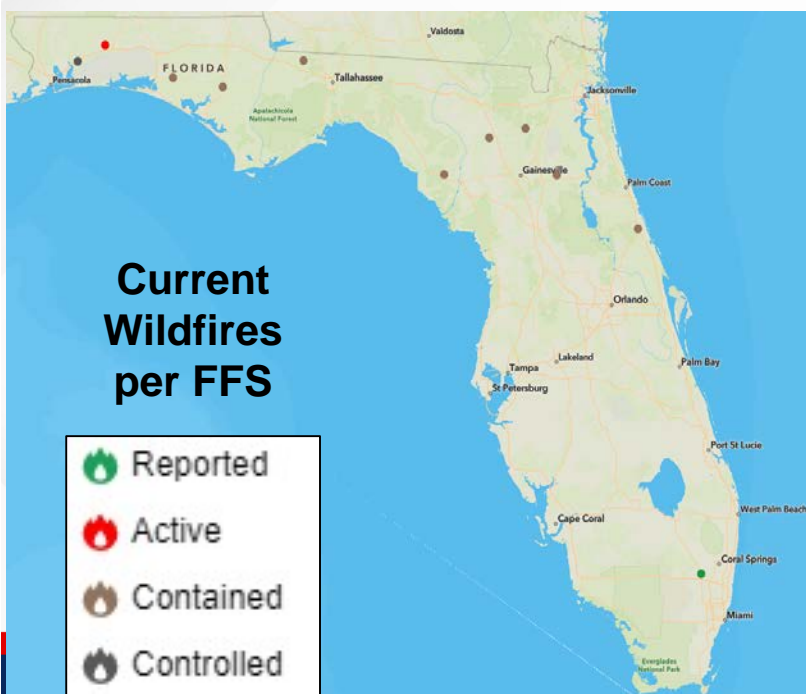 Valdosta
FLORIDA
Pensacola
Tallahassee
Jacksonville
Apalachicola
National Forest
Gainesville
Palm Coast
Current
Wildfires
per FFS
Orlando
Lakeland
Palm Bay
Tampa
St Petersburg
Reported
Port St Lucie
Active
West Palm Beach
Cape Coral
Coral Springs
Contained
Miami
Controlled
Everglades
National Park